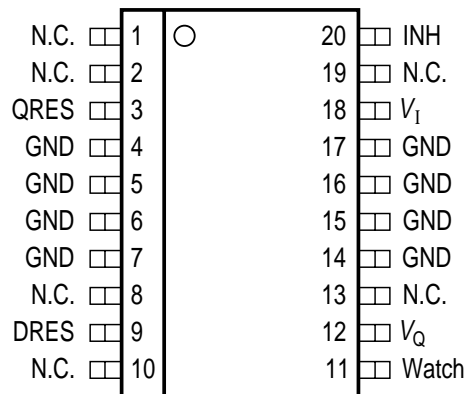 N.C. 1 20 INH
N.C. 2 19 N.C.
QRES 3 18 VI
GND 4 17 GND
GND 5 16 GND
GND 6 15 GND
GND 7 14 GND
N.C. 8 13 N.C.
DRES 9 12 VQ
N.C. 10 11 Watch